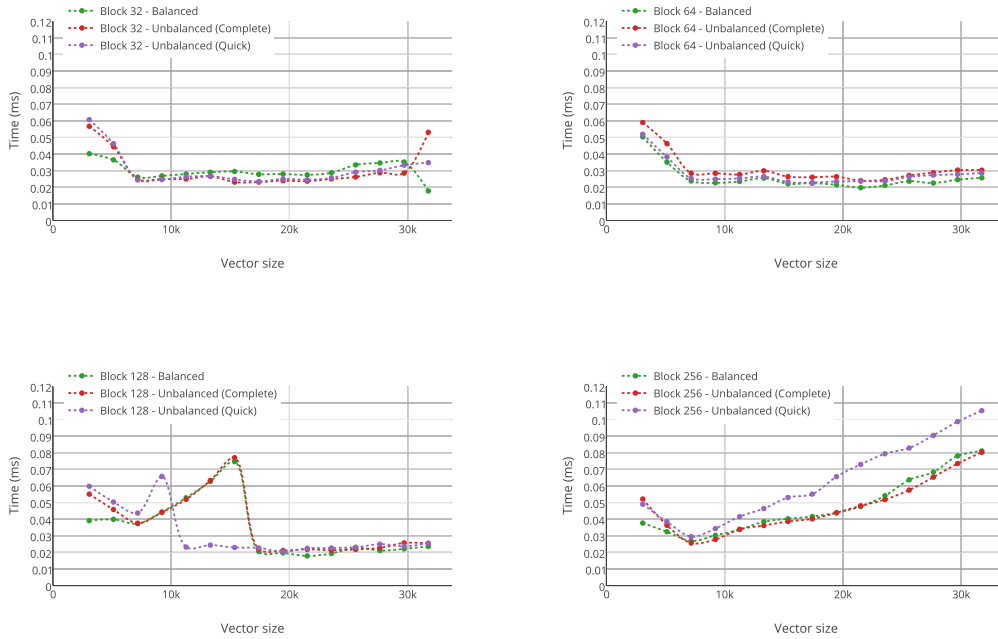 Block 32 - Balanced
Block 32 - Unbalanced (Complete)
Block 32 - Unbalanced (Quick)
0.12
0.11
0.1
0.09
0.08
0.07
0.06
0.05
0.04
0.03
0.02
0.01
0
Time (ms)
0
10k
20k
30k
Vector size
Block 64 - Balanced
Block 64 - Unbalanced (Complete)
Block 64 - Unbalanced (Quick)
0.12
0.11
0.1
0.09
0.08
0.07
0.06
0.05
0.04
0.03
0.02
0.01
0
Time (ms)
0
10k
20k
30k
Vector size
Block 128 - Balanced
Block 128 - Unbalanced (Complete)
Block 128 - Unbalanced (Quick)
0.12
0.11
0.1
0.09
0.08
0.07
0.06
0.05
0.04
0.03
0.02
0.01
0
Time (ms)
0
10k
20k
30k
Vector size
Block 256 - Balanced
Block 256 - Unbalanced (Complete)
Block 256 - Unbalanced (Quick)
0.12
0.11
0.1
0.09
0.08
0.07
0.06
0.05
0.04
0.03
0.02
0.01
0
Time (ms)
0
10k
20k
30k
Vector size